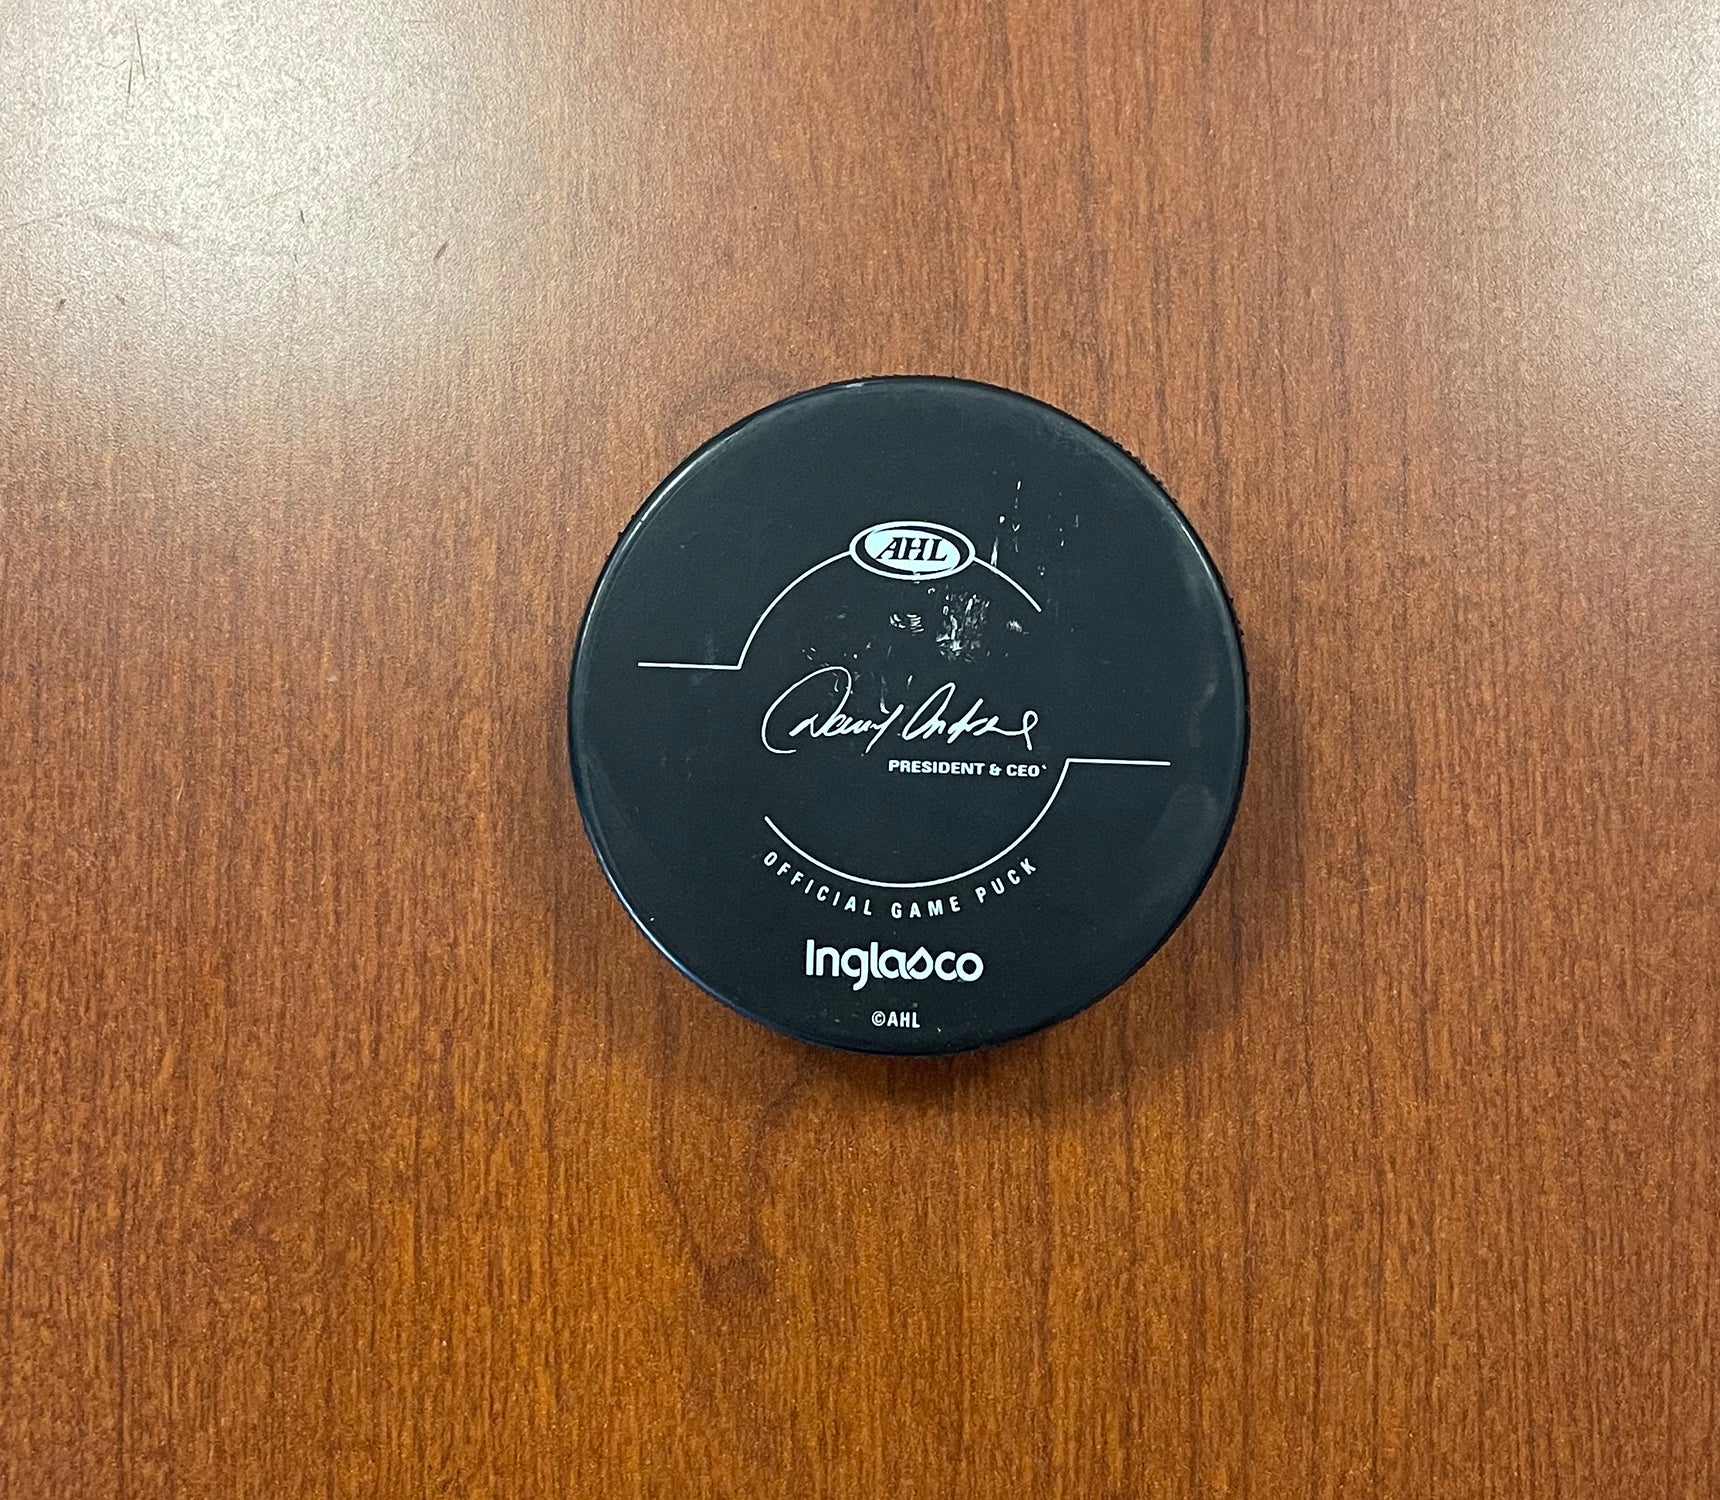 AHL
PRESIDENT & CEO
OFFICIAL GAME PUCK
Inglasco
©AHL